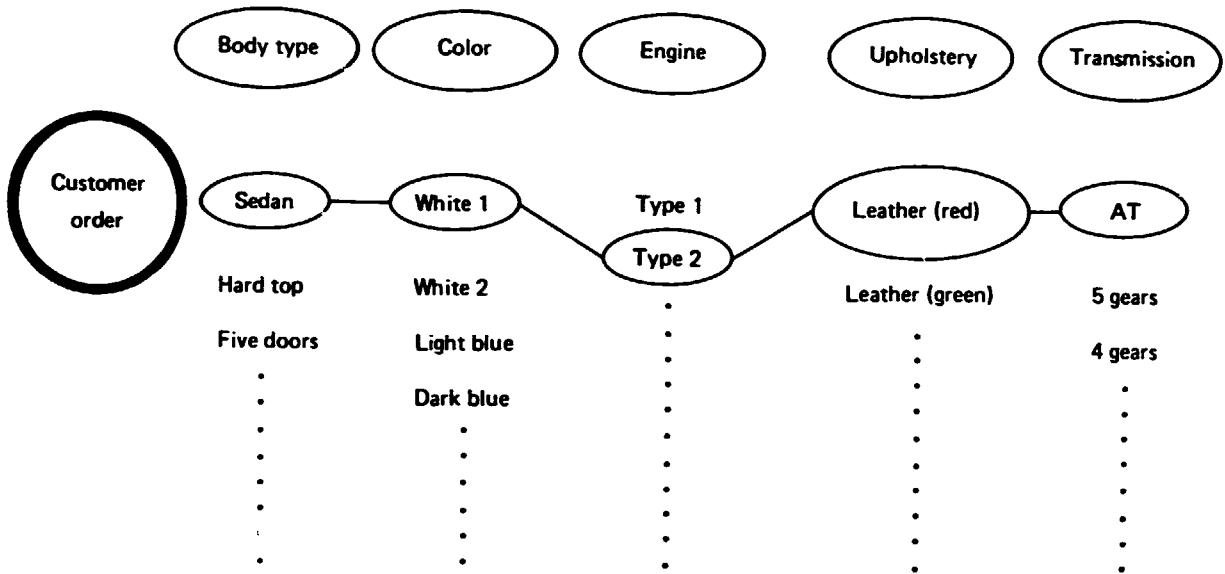 Body type
Color
Engine
Upholstery
Transmission
Customer
order
Sedan
White 1
Type 1
Leather (red)
AT
Type 2
Hard top
White 2
Leather (green)
5 gears
Five doors
Light blue
4 gears
Dark blue